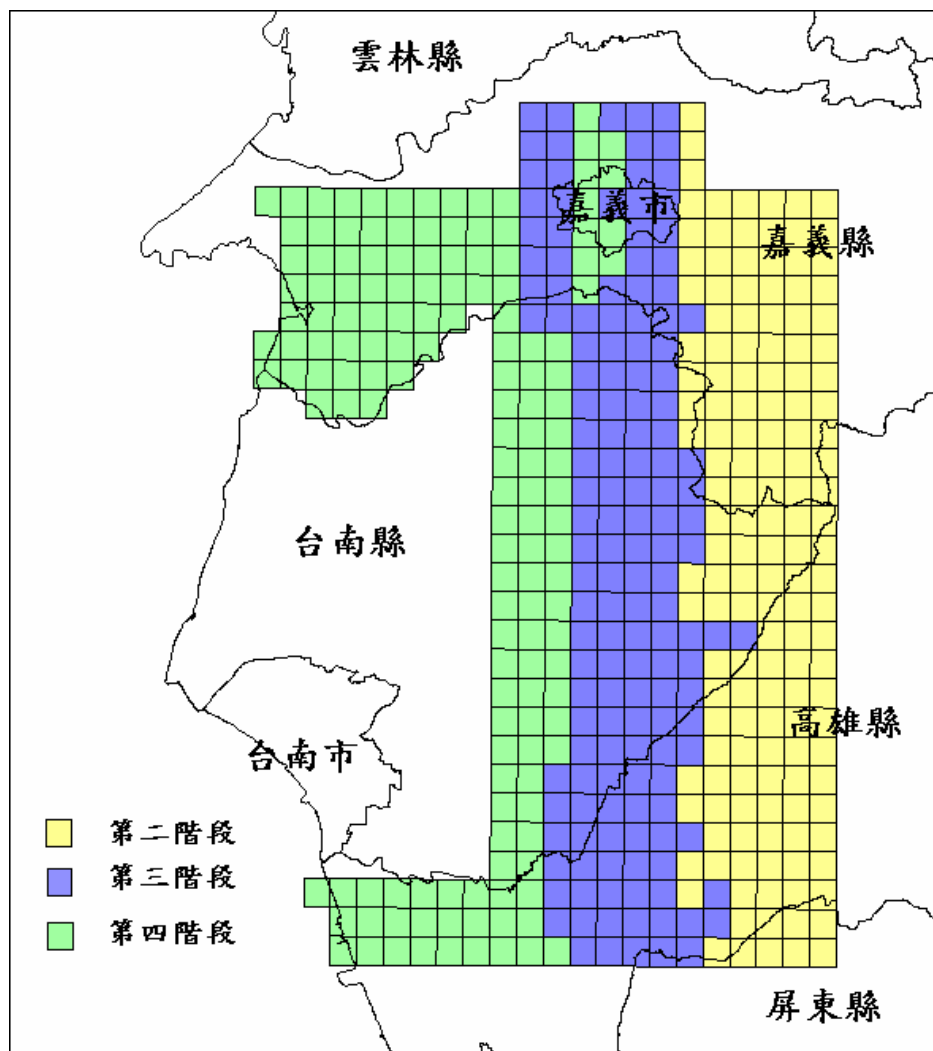 雲林縣
嘉義市
嘉義縣
台南縣
高雄縣
台南市
第二階段
第三階段
第四階段
屏東縣